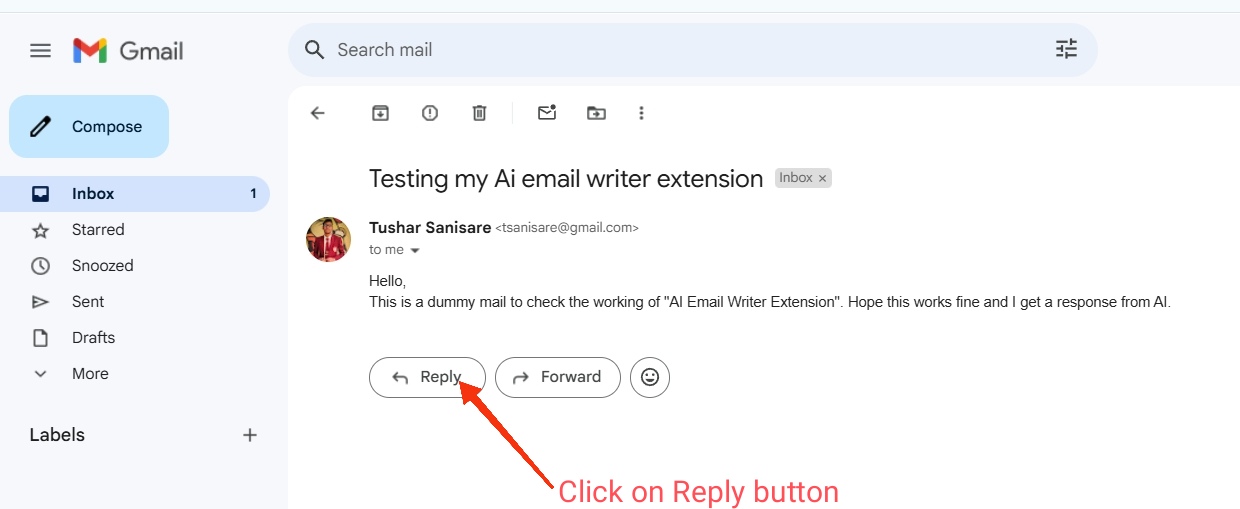 Gmail
Search mail
Compose
Inbox 1
Starred
Snoozed
Sent
Drafts
More
Labels
Testing my Ai email writer extension Inbox ×
Tushar Sanisare <tsanisare@gmail.com>
to me
Hello,
This is a dummy mail to check the working of "AI Email Writer Extension". Hope this works fine and I get a response from AI.
Reply Forward
Click on Reply button